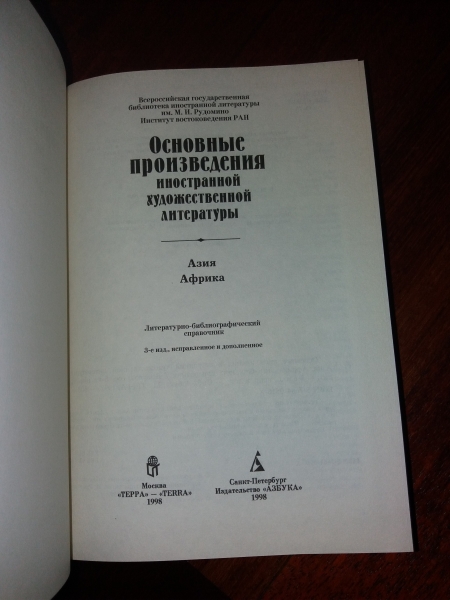 Всероссийская государственная
библиотека иностранной литературы
им. М. И. Рудомино
Институт востоковедения РАН
Основные
произведения
иностранной
художественной
литературы
Азия
Африка
Литературно-библиографический
справочник
3-е изд., исправленное и дополненное
Москва
«ТЕРРА» — «TERRA»
1998
Санкт-Петербург
Издательство «АЗБУКА»
1998